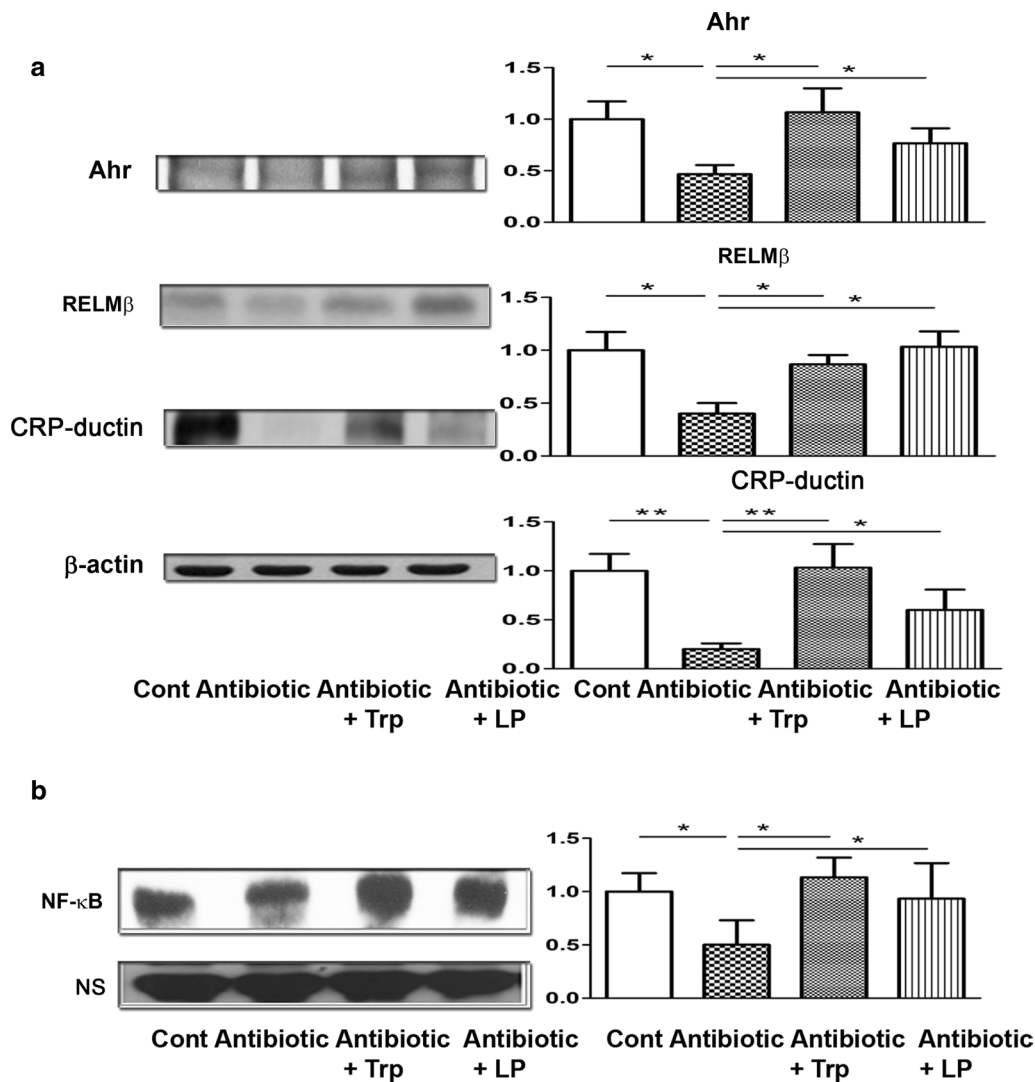 a
Ahr
RELMβ
CRP-ductin
β-actin
Cont Antibiotic Antibiotic Antibiotic
+ Trp + LP
Ahr
* * *
1.5
1.0
0.5
0.0
RELMβ
* * *
1.5
1.0
0.5
0.0
CRP-ductin
** ** *
1.5
1.0
0.5
0.0
Cont Antibiotic Antibiotic Antibiotic
+ Trp + LP
b
NF-κB
NS
Cont Antibiotic Antibiotic Antibiotic
+ Trp + LP
* * *
1.5
1.0
0.5
0.0
Cont Antibiotic Antibiotic Antibiotic
+ Trp + LP